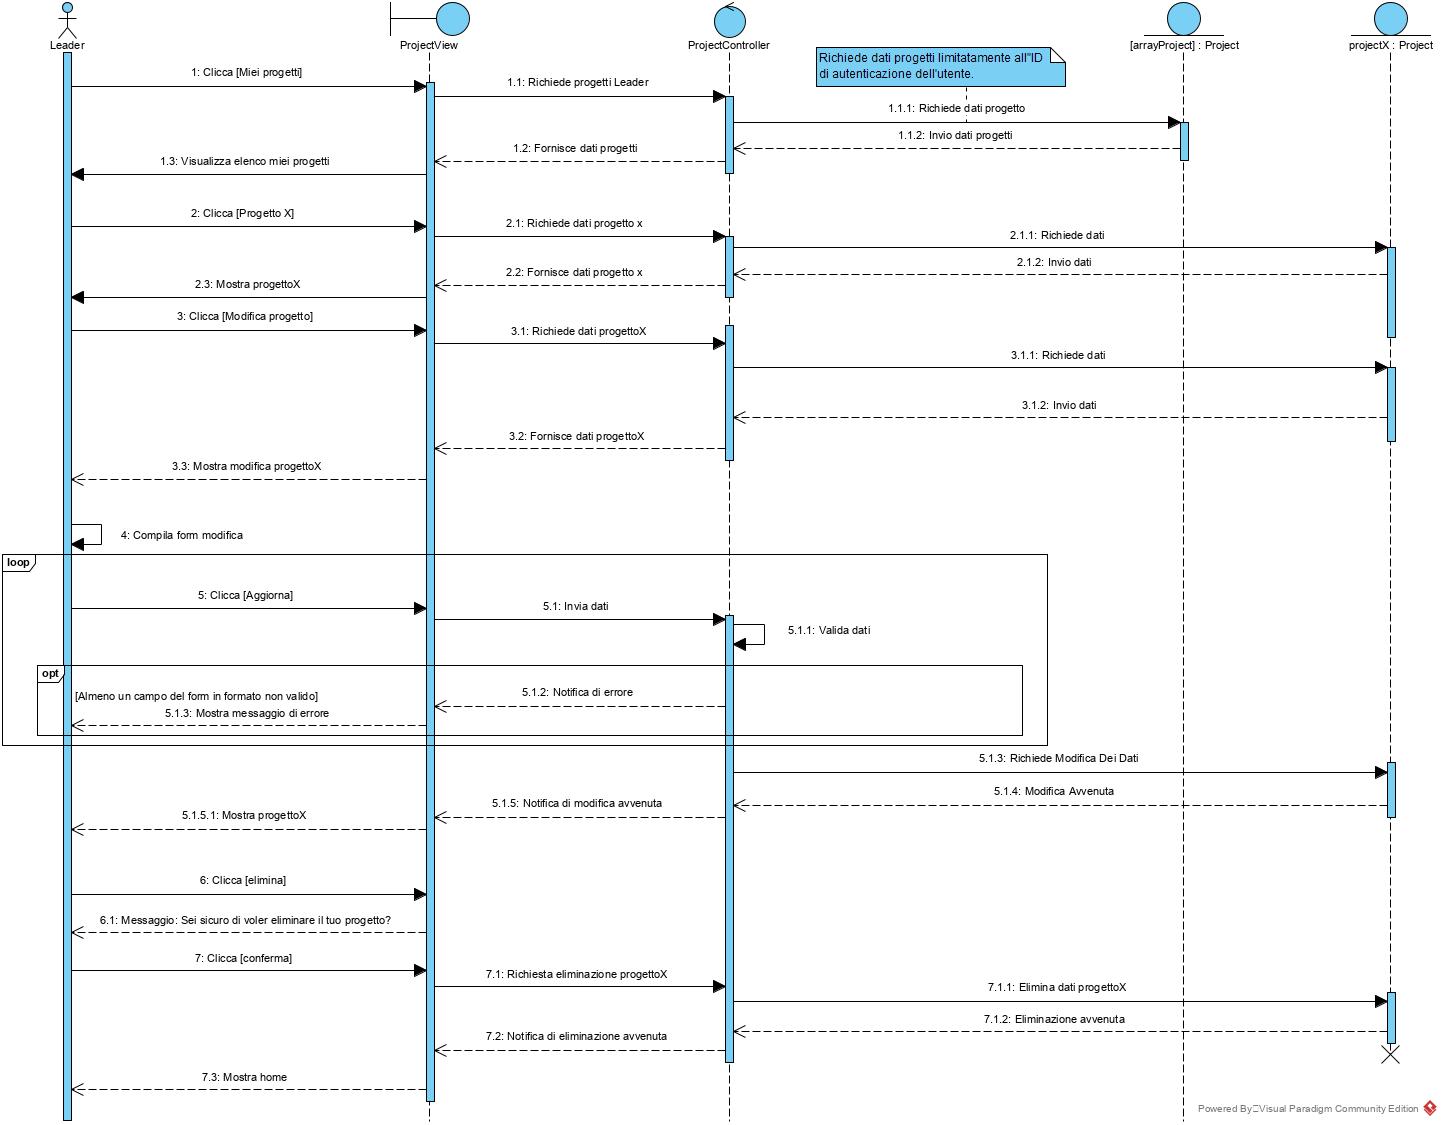 Leader
ProjectView
ProjectController
[arrayProject] : Project
projectX : Project
Richiede dati progetti limitatamente all"ID
di autenticazione dell'utente.
1: Clicca [Miei progetti]
1.1: Richiede progetti Leader
1.1.1: Richiede dati progetto
1.1.2: Invio dati progetti
1.2: Fornisce dati progetti
1.3: Visualizza elenco miei progetti
2: Clicca [Progetto X]
2.1: Richiede dati progetto x
2.1.1: Richiede dati
2.1.2: Invio dati
2.2: Fornisce dati progetto x
2.3: Mostra progettoX
3: Clicca [Modifica progetto]
3.1: Richiede dati progettoX
3.1.1: Richiede dati
3.1.2: Invio dati
3.2: Fornisce dati progettoX
3.3: Mostra modifica progettoX
4: Compila form modifica
loop
5: Clicca [Aggiorna]
5.1: Invia dati
5.1.1: Valida dati
opt
[Almeno un campo del form in formato non valido]
5.1.2: Notifica di errore
5.1.3: Mostra messaggio di errore
5.1.3: Richiede Modifica Dei Dati
5.1.4: Modifica Avvenuta
5.1.5: Notifica di modifica avvenuta
5.1.5.1: Mostra progettoX
6: Clicca [elimina]
6.1: Messaggio: Sei sicuro di voler eliminare il tuo progetto?
7: Clicca [conferma]
7.1: Richiesta eliminazione progettoX
7.1.1: Elimina dati progettoX
7.1.2: Eliminazione avvenuta
7.2: Notifica di eliminazione avvenuta
7.3: Mostra home
Powered By Visual Paradigm Community Edition